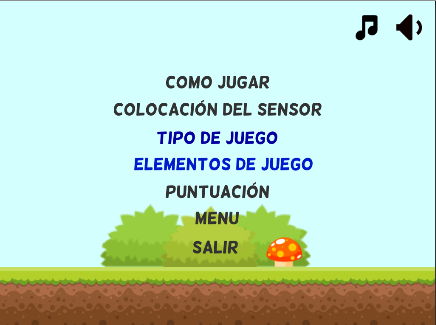 COMO JUGAR
COLOCACIÓN DEL SENSOR
TIPO DE JUEGO
ELEMENTOS DE JUEGO
PUNTUACIÓN
MENU
SALIR